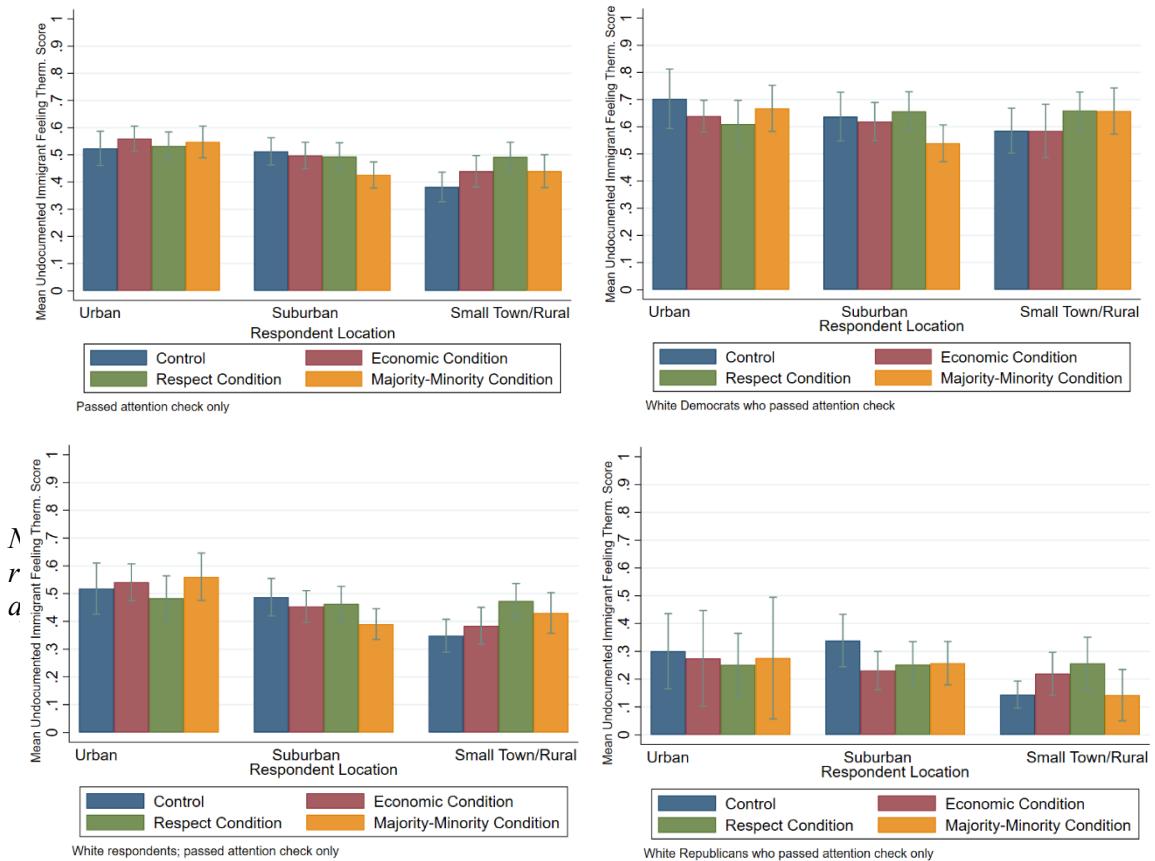 Mean Undocumented Immigrant Feeling Therm. Score
1
.9
.8
.7
.6
.5
.4
.3
.2
.1
0
Urban Suburban Small Town/Rural
Respondent Location
Control Economic Condition
Respect Condition Majority-Minority Condition
Passed attention check only
Mean Undocumented Immigrant Feeling Therm. Score
1
.9
.8
.7
.6
.5
.4
.3
.2
.1
0
Urban Suburban Small Town/Rural
Respondent Location
Control Economic Condition
Respect Condition Majority-Minority Condition
White Democrats who passed attention check
Mean Undocumented Immigrant Feeling Therm. Score
1
.9
.8
.7
.6
.5
.4
.3
.2
.1
0
Urban Suburban Small Town/Rural
Respondent Location
Control Economic Condition
Respect Condition Majority-Minority Condition
White respondents; passed attention check only
Mean Undocumented Immigrant Feeling Therm. Score
1
.9
.8
.7
.6
.5
.4
.3
.2
.1
0
Urban Suburban Small Town/Rural
Respondent Location
Control Economic Condition
Respect Condition Majority-Minority Condition
White Republicans who passed attention check